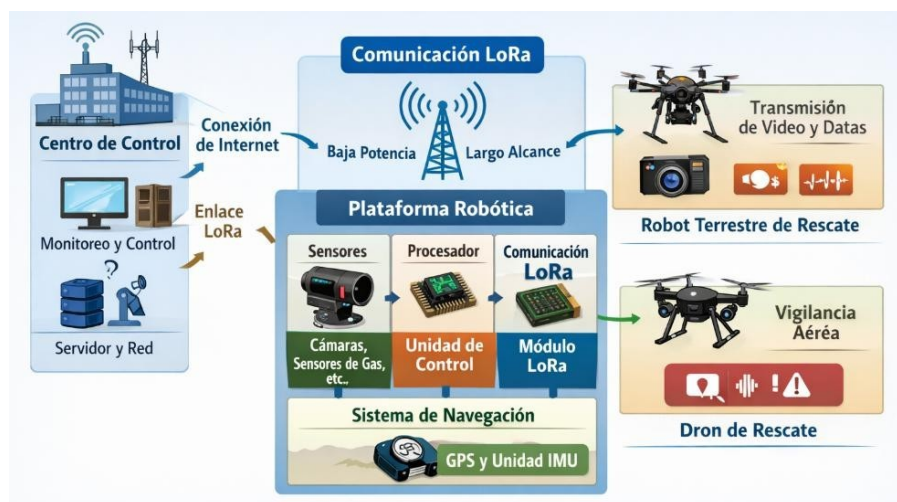 Comunicación LoRa
Centro de Control
Conexión
de Internet
Baja Potencia
Largo Alcance
Transmisión
de Video y Datas
Monitoreo y Control
Enlace
LoRa
Servidor y Red
Plataforma Robótica
Sensores
Procesador
Comunicación
LoRa
Cámaras,
Sensores de Gas,
etc..
Unidad de
Control
Módulo
LoRa
Sistema de Navegación
GPS y Unidad IMU
Robot Terrestre de Rescate
Vigilancia
Aéréa
Dron de Rescate